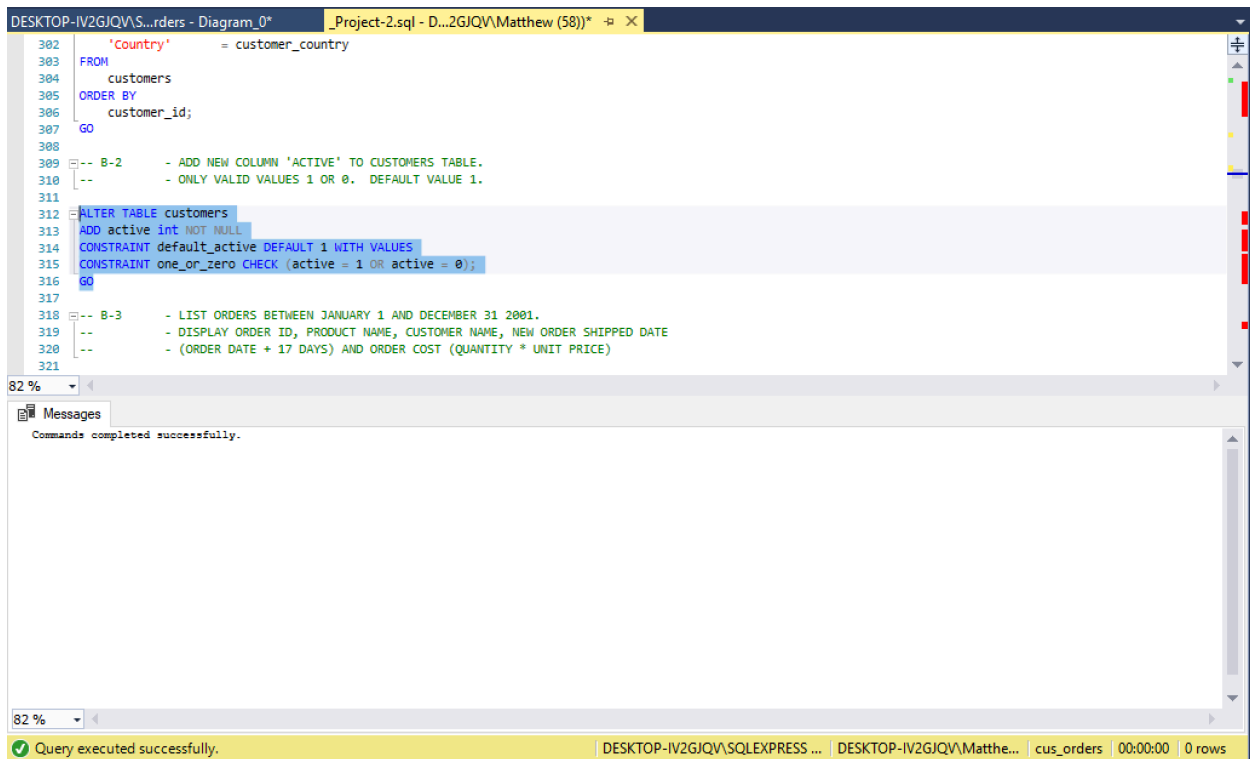 DESKTOP-IV2GJQV\S...rders - Diagram_0* _Project-2.sql - D...2GJQV\Matthew (58))*
302 'Country' = customer_country
303 FROM
304 customers
305 ORDER BY
306 customer_id;
307 GO
308
309 -- B-2 - ADD NEW COLUMN 'ACTIVE' TO CUSTOMERS TABLE.
310 -- - ONLY VALID VALUES 1 OR 0. DEFAULT VALUE 1.
311
312 ALTER TABLE customers
313 ADD active int NOT NULL
314 CONSTRAINT default_active DEFAULT 1 WITH VALUES
315 CONSTRAINT one_or_zero CHECK (active = 1 OR active = 0);
316 GO
317
318 -- B-3 - LIST ORDERS BETWEEN JANUARY 1 AND DECEMBER 31 2001.
319 -- - DISPLAY ORDER ID, PRODUCT NAME, CUSTOMER NAME, NEW ORDER SHIPPED DATE
320 -- - (ORDER DATE + 17 DAYS) AND ORDER COST (QUANTITY * UNIT PRICE)
321
82 %
Messages
Commands completed successfully.
82 %
Query executed successfully. DESKTOP-IV2GJQV\SQLEXPRESS ... DESKTOP-IV2GJQV\Matthe... cus_orders 00:00:00 0 rows